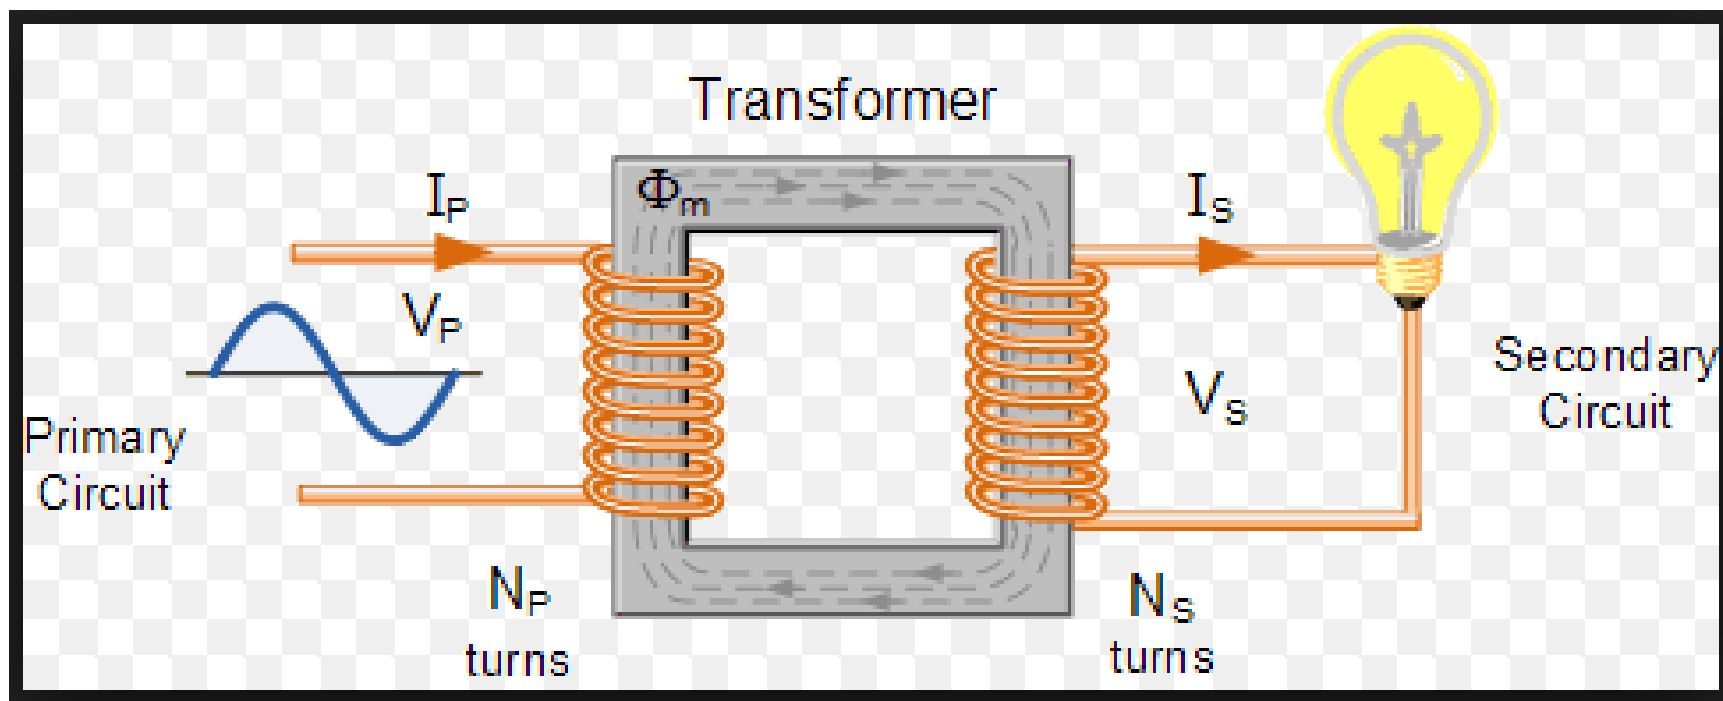 Transformer
Φm
IP
IS
VP
VS
Primary
Circuit
Secondary
Circuit
NP
turns
NS
turns